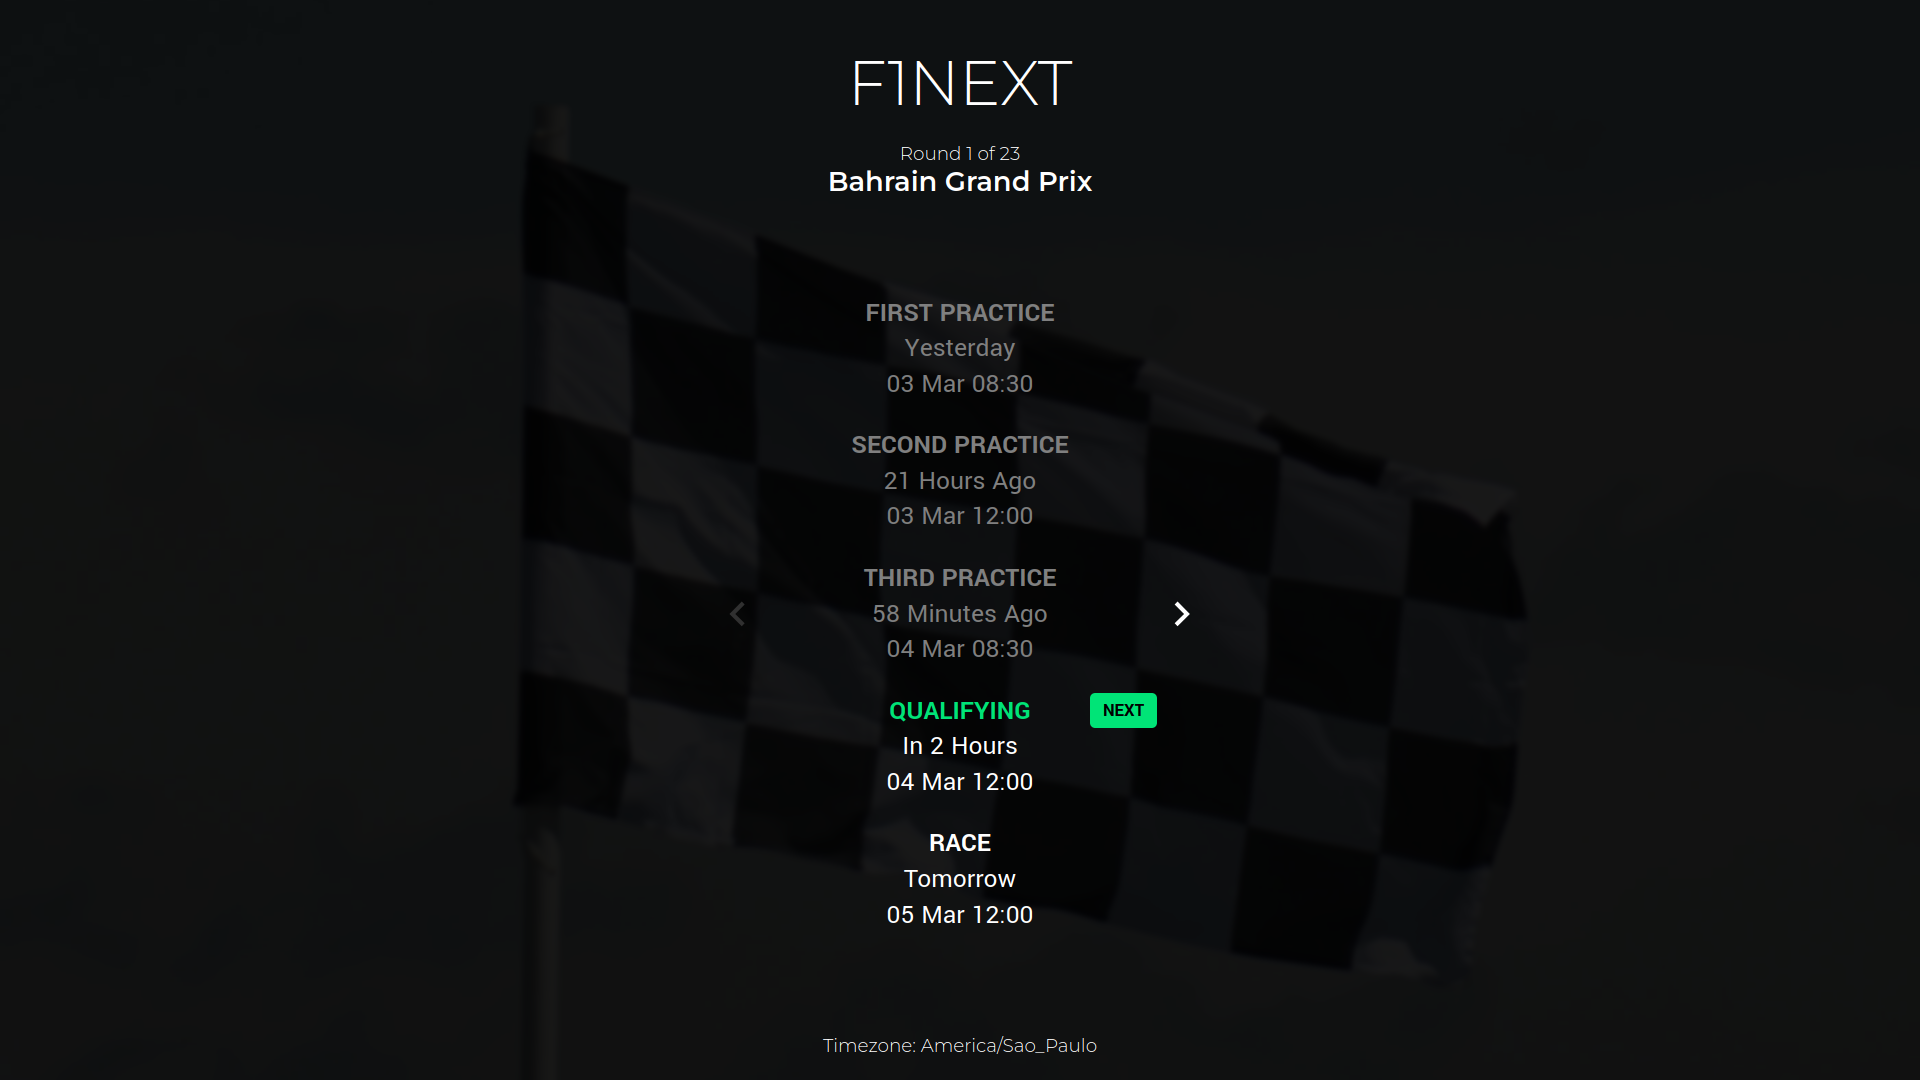 F1NEXT
Round 1 of 23
Bahrain Grand Prix
FIRST PRACTICE
Yesterday
03 Mar 08:30
SECOND PRACTICE
21 Hours Ago
03 Mar 12:00
THIRD PRACTICE
58 Minutes Ago
04 Mar 08:30
QUALIFYING NEXT
In 2 Hours
04 Mar 12:00
RACE
Tomorrow
05 Mar 12:00
Timezone: America/Sao_Paulo